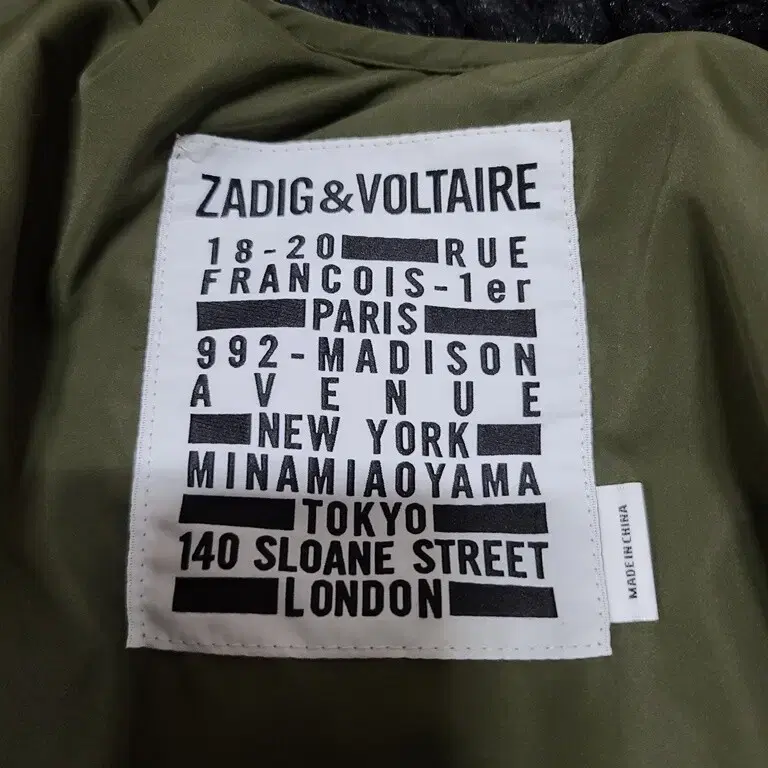 ZADIG&VOLTAIRE
18-20 RUE
FRANCOIS-1er
PARIS
992-MADISON
AVENUE
NEW YORK
MINAMIAOYAMA
TOKYO
140 SLOANE STREET
LONDON
MADE IN CHINA